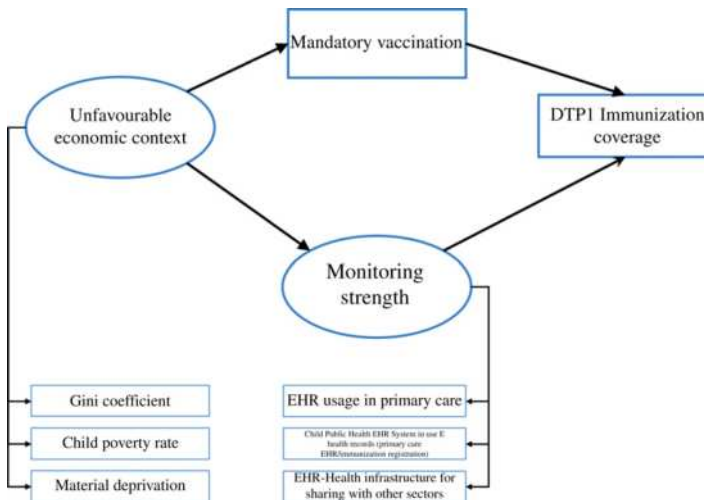 Mandatory vaccination
Unfavourable
economic context
DTP1 Immunization
coverage
Monitoring
strength
Gini coefficient
Child poverty rate
Material deprivation
EHR usage in primary care
Child Public Health EHR System in use E
health records (primary care
EHR/immunization registration)
EHR-Health infrastructure for
sharing with other sectors